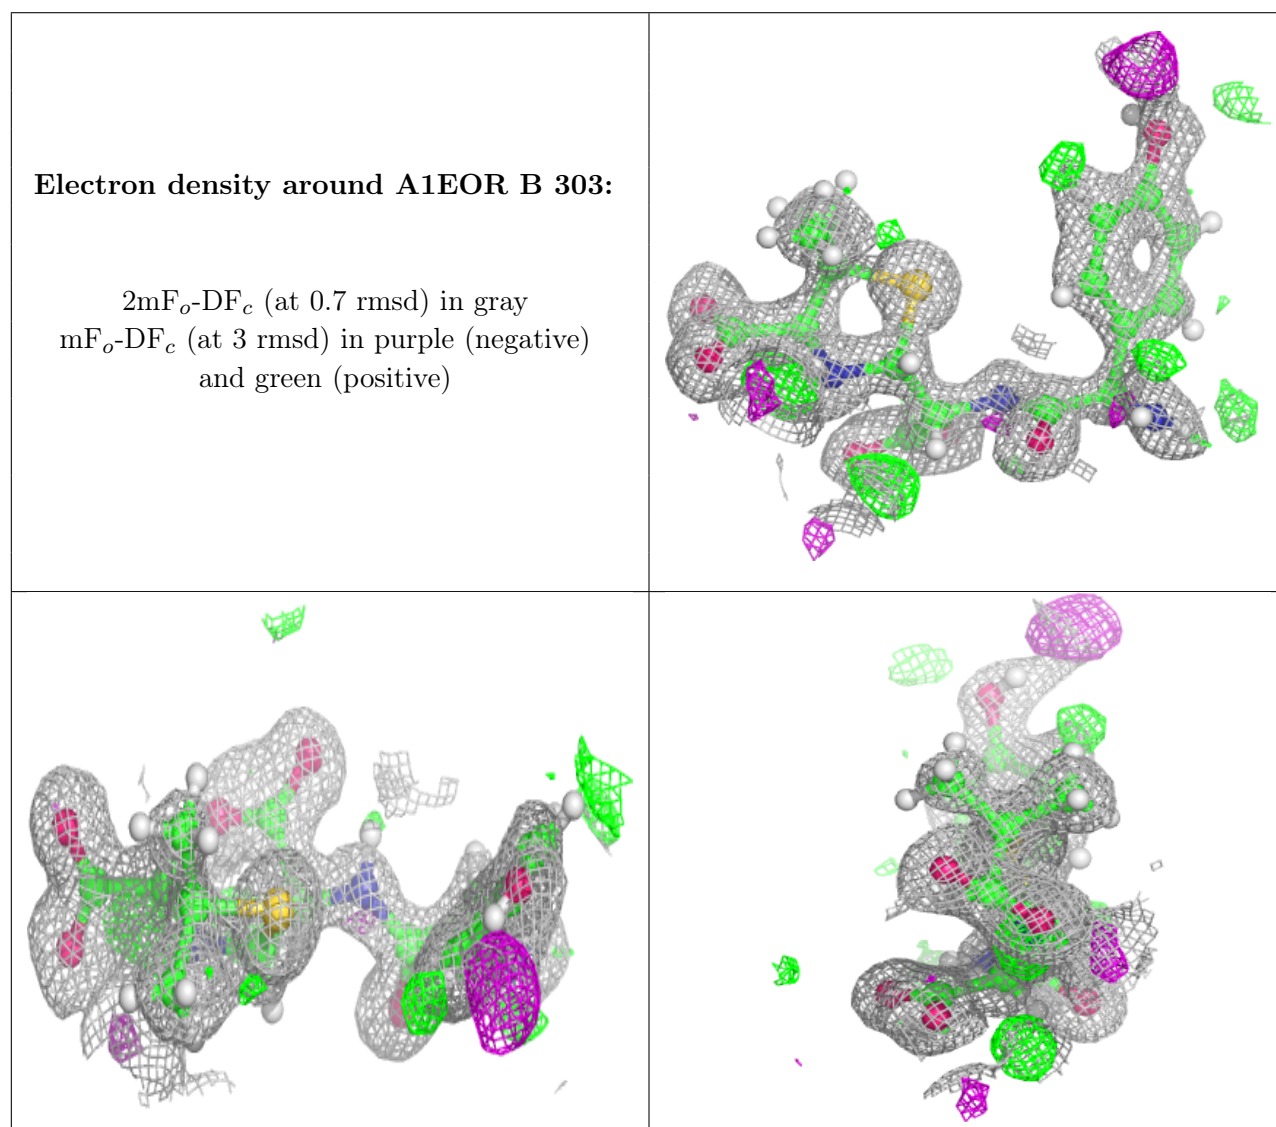 Electron density around A1EOR B 303:
2mFo-DFc (at 0.7 rmsd) in gray
mFo-DFc (at 3 rmsd) in purple (negative)
and green (positive)